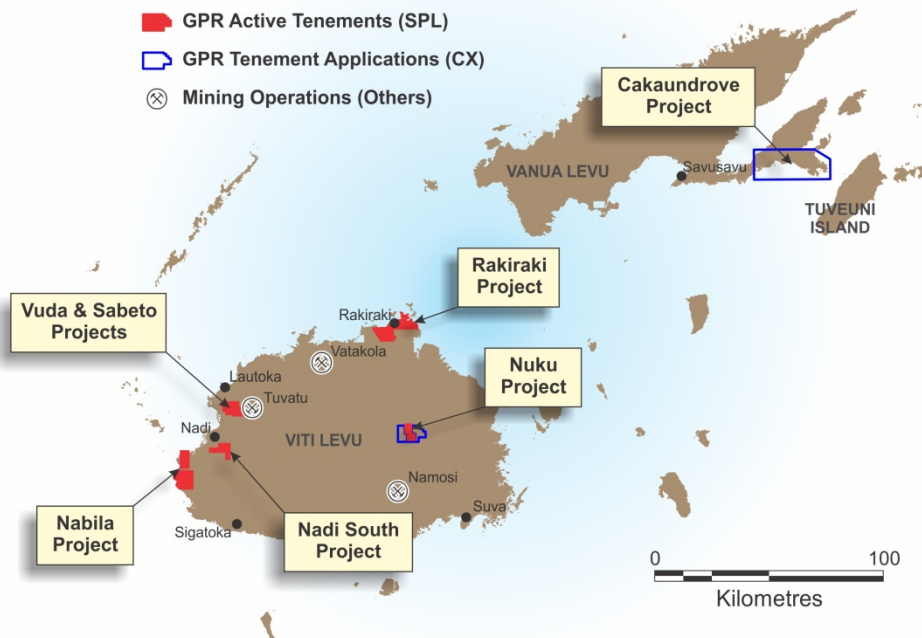 GPR Active Tenements (SPL)
GPR Tenement Applications (CX)
Mining Operations (Others)
Cakaundrove
Project
VANUA LEVU
Savusavu
TUVEUNI
ISLAND
Rakiraki
Project
Vuda & Sabeto
Projects
Rakiraki
Vatakola
Nuku
Project
Lautoka
Tuvatu
Nadi
VITI LEVU
Namosi
Suva
Nabila
Project
Sigatoka
Nadi South
Project
0
100
Kilometres